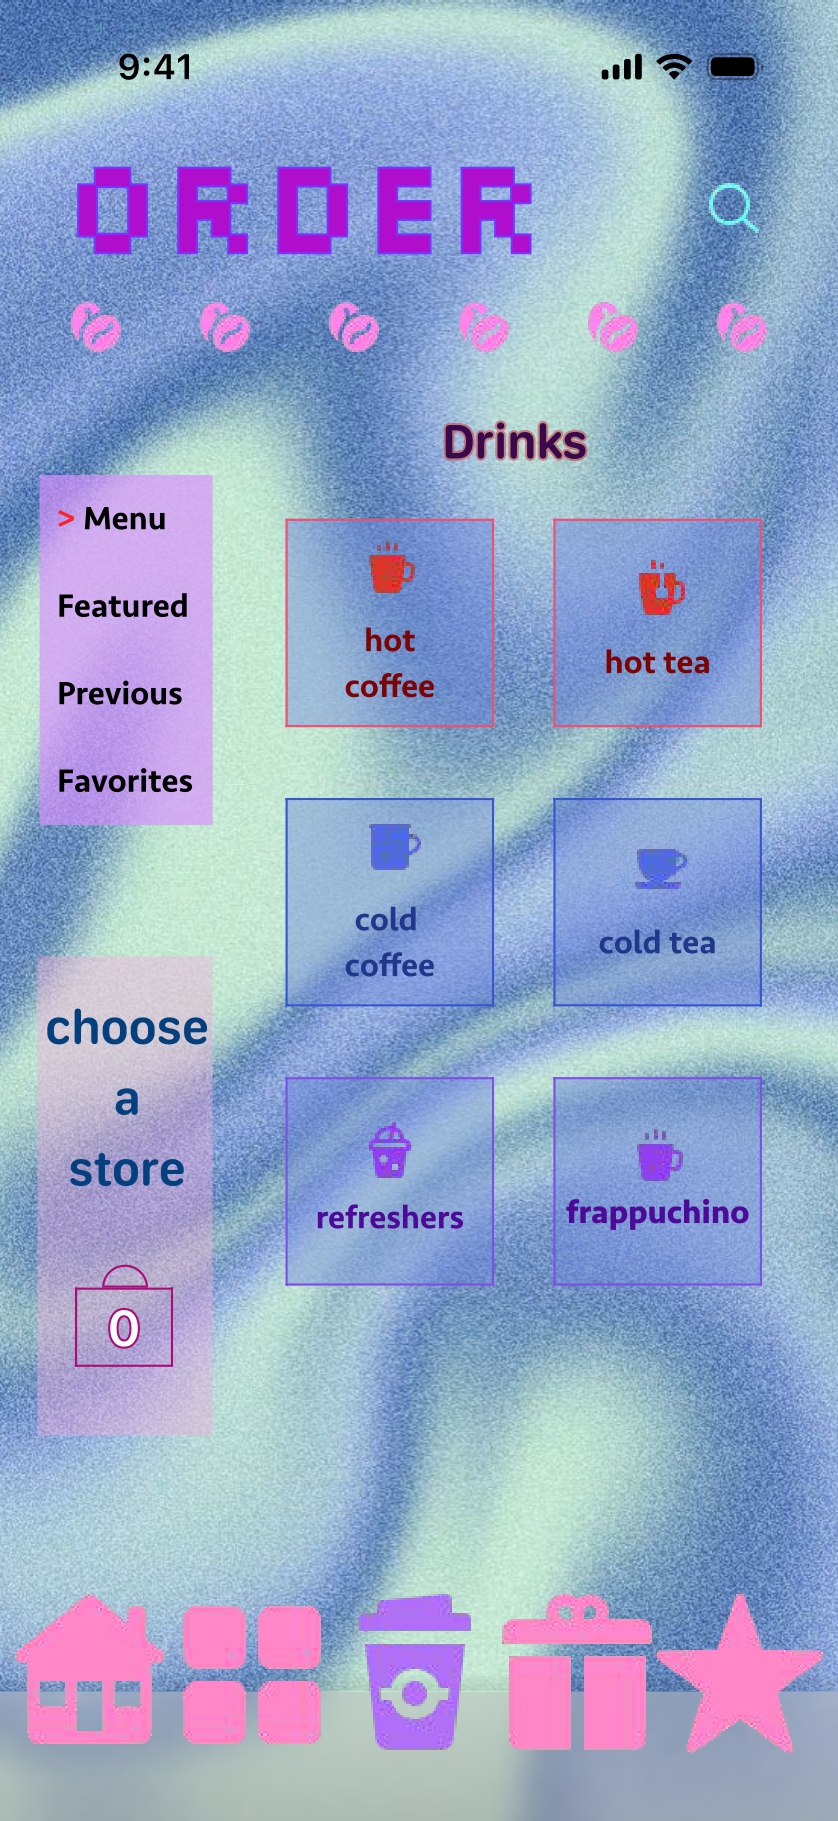 9:41
ORDER
Drinks
> Menu
Featured
Previous
Favorites
hot
coffee
hot tea
cold
coffee
cold tea
choose
a
store
0
refreshers
frappuchino